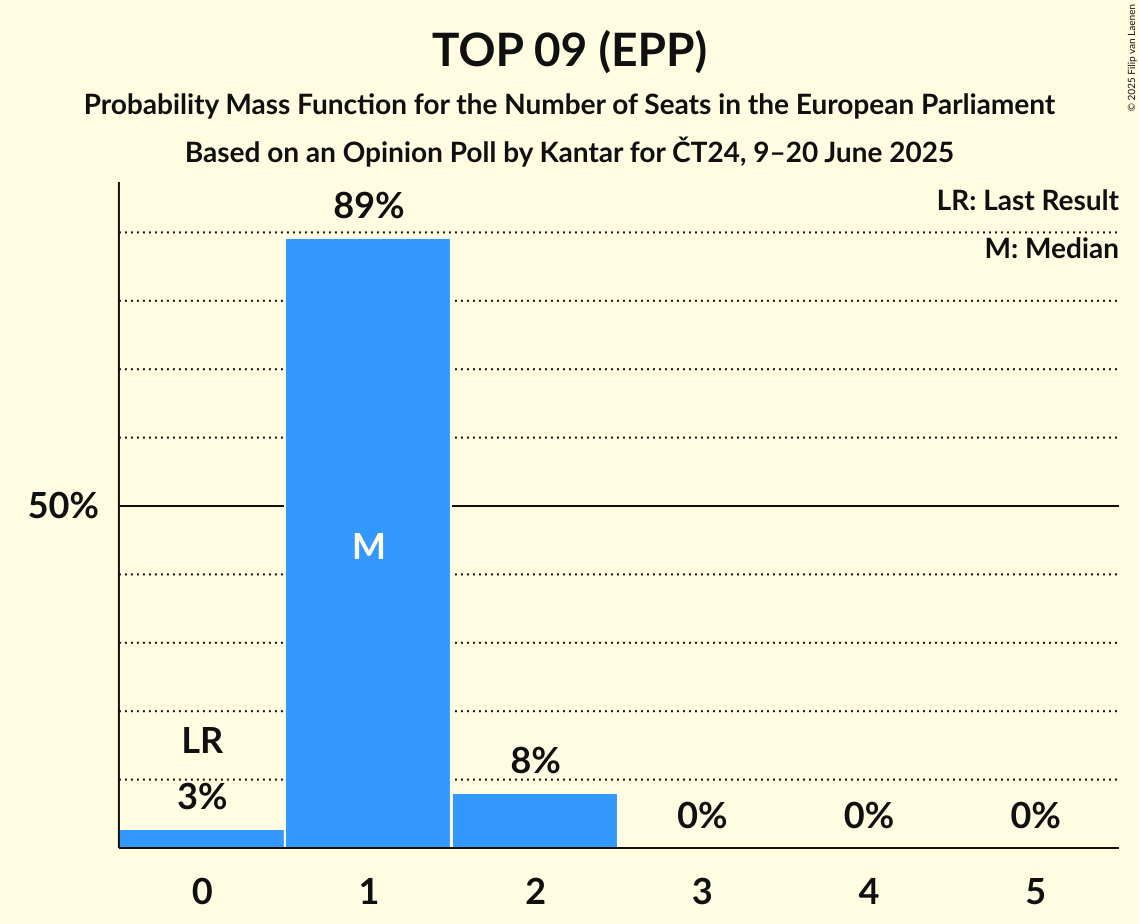 TOP 09 (EPP)
Probability Mass Function for the Number of Seats in the European Parliament
Based on an Opinion Poll by Kantar for ČT24, 9–20 June 2025
© 2025 Filip van Laenen
LR: Last Result
M: Median
89%
50%
M
LR
3%
8%
0%
0%
0%
0
1
2
3
4
5